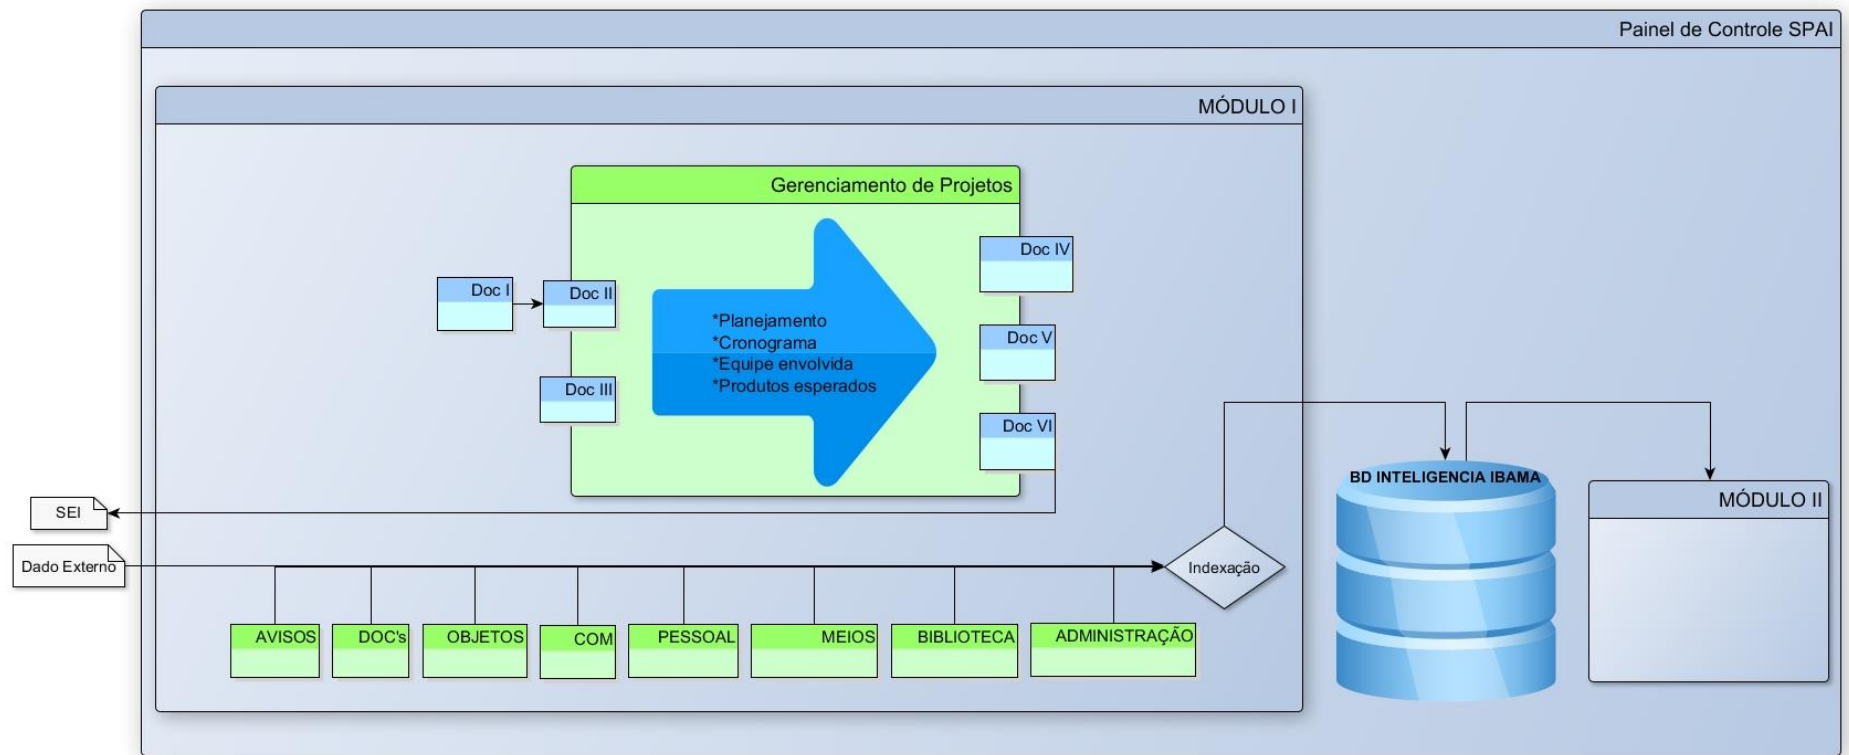 Painel de Controle SPAI
MÓDULO I
Gerenciamento de Projetos
Doc I
Doc II
Doc III
*Planejamento
*Cronograma
*Equipe envolvida
*Produtos esperados
Doc IV
Doc V
Doc VI
SEI
Dado Externo
Indexação
BD INTELIGENCIA IBAMA
MÓDULO II
AVISOS
DOC's
OBJETOS
COM
PESSOAL
MEIOS
BIBLIOTECA
ADMINISTRAÇÃO